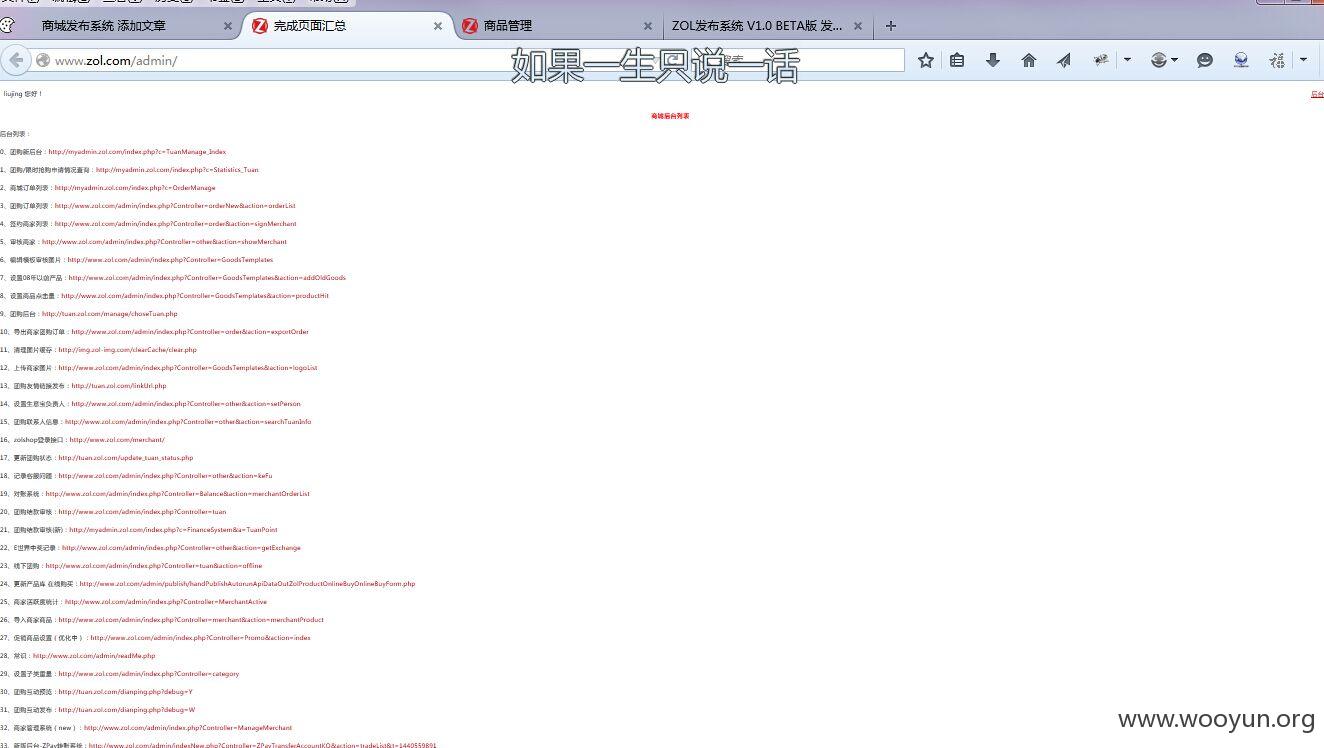 商城发布系统 添加文章
完成页面汇总
商品管理
ZOL发布系统 V1.0 BETA版 发...
www.zol.com/admin/
如果一生只说一话
liujing 您好！
后台
商城后台列表
后台列表：
0、团购新后台：http://myadmin.zol.com/index.php?c=TuanManage_Index
1、团购/限时抢购申请情况查询：http://myadmin.zol.com/index.php?c=Statistics_Tuan
2、商城订单列表：http://myadmin.zol.com/index.php?c=OrderManage
3、团购订单列表：http://www.zol.com/admin/index.php?Controller=orderNew&action=orderList
4、签约商家列表：http://www.zol.com/admin/index.php?Controller=order&action=signMerchant
5、审核商家：http://www.zol.com/admin/index.php?Controller=other&action=showMerchant
6、编辑模板审核图片：http://www.zol.com/admin/index.php?Controller=GoodsTemplates
7、设置08年以前产品：http://www.zol.com/admin/index.php?Controller=GoodsTemplates&action=addOldGoods
8、设置商品点击量：http://www.zol.com/admin/index.php?Controller=GoodsTemplates&action=productHit
9、团购后台：http://tuan.zol.com/manage/choseTuan.php
10、导出商家团购订单：http://www.zol.com/admin/index.php?Controller=order&action=exportOrder
11、清理图片缓存：http://img.zol-img.com/clearCache/clear.php
12、上传商家图片：http://www.zol.com/admin/index.php?Controller=GoodsTemplates&action=logoList
13、团购友情链接发布：http://tuan.zol.com/linkUrl.php
14、设置生意宝负责人：http://www.zol.com/admin/index.php?Controller=other&action=setPerson
15、团购联系人信息：http://www.zol.com/admin/index.php?Controller=other&action=searchTuanInfo
16、zolshop登录接口：http://www.zol.com/merchant/
17、更新团购状态：http://tuan.zol.com/update_tuan_status.php
18、记录客服问题：http://www.zol.com/admin/index.php?Controller=other&action=keFu
19、对账系统：http://www.zol.com/admin/index.php?Controller=Balance&action=merchantOrderList
20、团购结款审核：http://www.zol.com/admin/index.php?Controller=tuan
21、团购结款审核(新)：http://myadmin.zol.com/index.php?c=FinanceSystem&a=TuanPoint
22、E世界中奖记录：http://www.zol.com/admin/index.php?Controller=other&action=getExchange
23、线下团购：http://www.zol.com/admin/index.php?Controller=tuan&action=offline
24、更新产品库 在线购买：http://www.zol.com/admin/publish/handPublishAutorunApiDataOutZolProductOnlineBuyOnlineBuyForm.php
25、商家活跃度统计：http://www.zol.com/admin/index.php?Controller=MerchantActive
26、导入商家商品：http://www.zol.com/admin/index.php?Controller=merchant&action=merchantProduct
27、促销商品设置（优化中）：http://www.zol.com/admin/index.php?Controller=Promo&action=index
28、常识：http://www.zol.com/admin/readMe.php
29、设置子类重量：http://www.zol.com/admin/index.php?Controller=category
30、团购互动预览：http://tuan.zol.com/dianping.php?debug=Y
31、团购互动发布：http://tuan.zol.com/dianping.php?debug=W
32、商家管理系统（new）：http://www.zol.com/admin/index.php?Controller=ManageMerchant
33、新版后台-ZPay转账系统：http://www.zol.com/admin/indexNew.php?Controller=ZPayTransferAccountKQ&action=tradeList&t=1440559891
www.wooyun.org